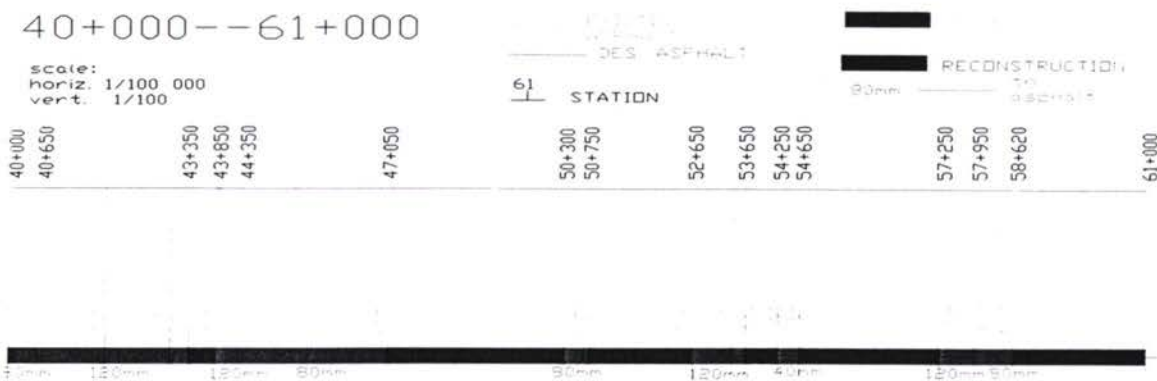 40+000--61+000
scale:
horiz. 1/100 000
vert. 1/100
DES ASPHALT
61
STATION
RECONSTRUCTION
90mm
asphalt
40+000 40+650 43+350 43+850 44+350 47+050 50+300 50+750 52+650 53+650 54+250 54+650 57+250 57+950 58+620 61+000
120mm 120mm 80mm 90mm 120mm 40mm 120mm 90mm